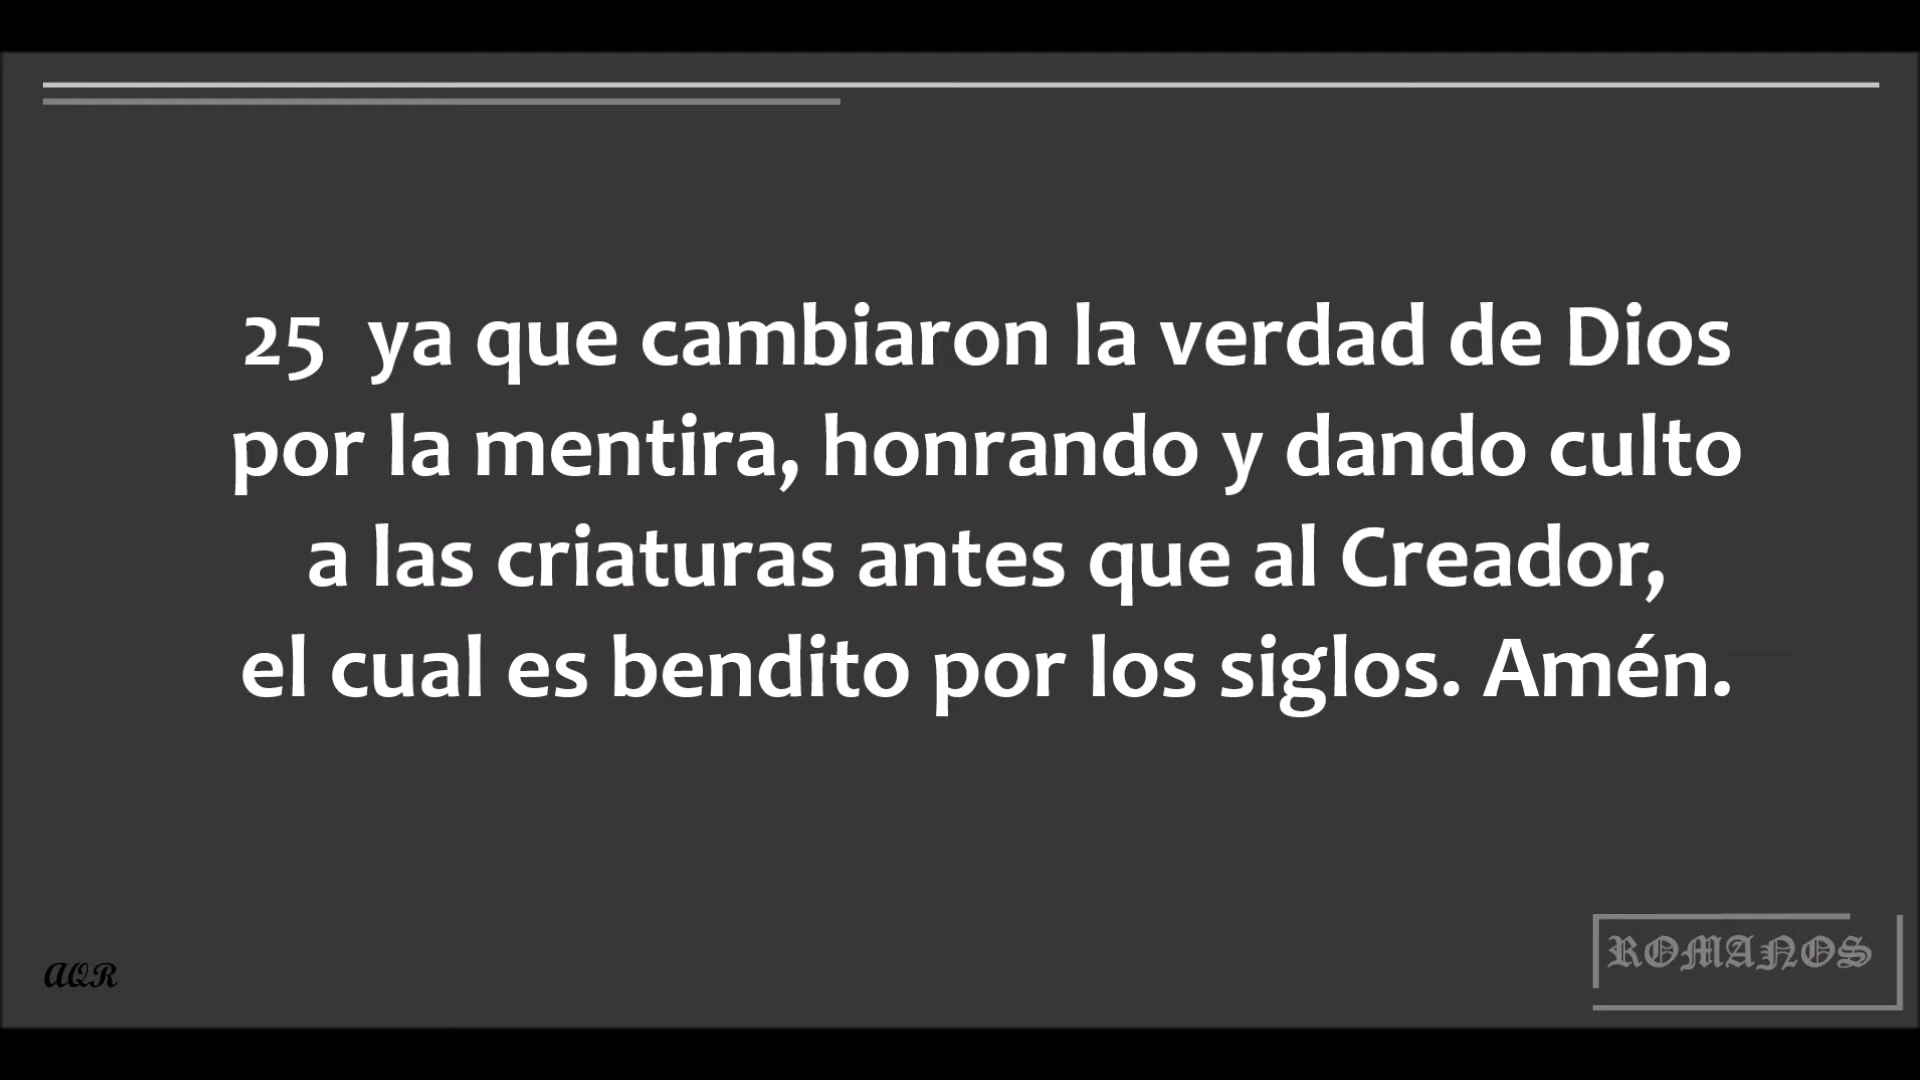 25 ya que cambiaron la verdad de Dios
por la mentira, honrando y dando culto
a las criaturas antes que al Creador,
el cual es bendito por los siglos. Amén.
ROMANOS
AQR